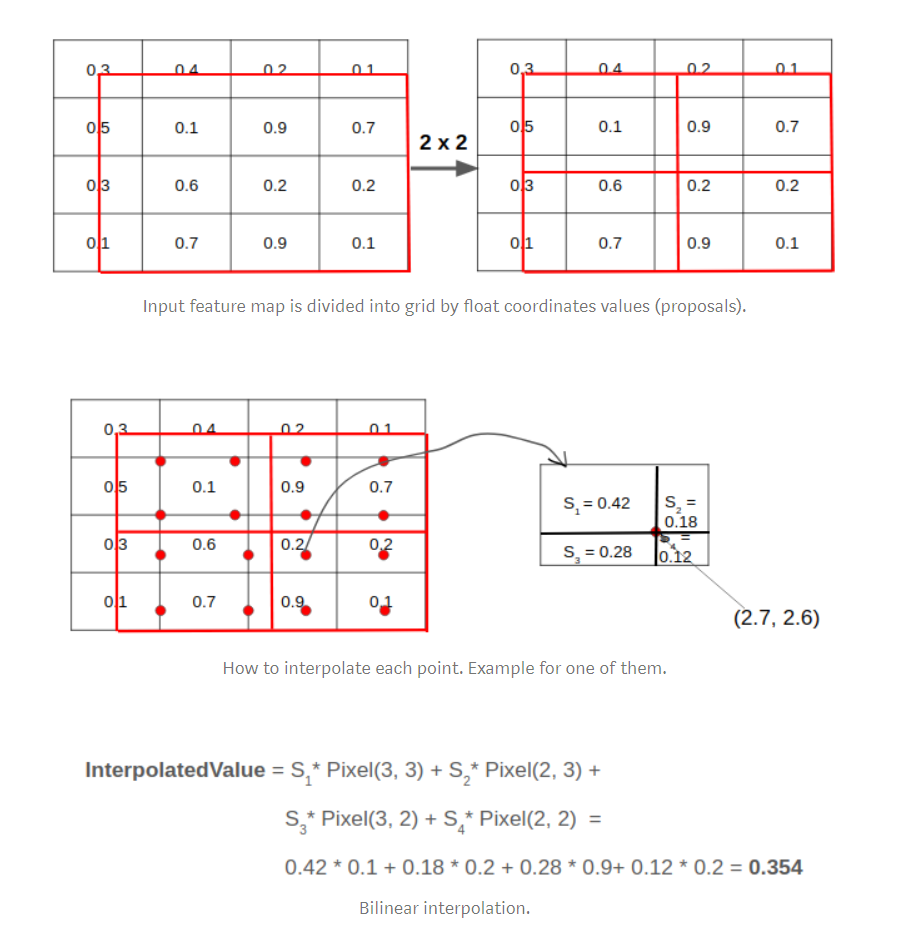 0.3 0.4 0.2 0.1
0.5 0.1 0.9 0.7
0.3 0.6 0.2 0.2
0.1 0.7 0.9 0.1
2 x 2
0.3 0.4 0.2 0.1
0.5 0.1 0.9 0.7
0.3 0.6 0.2 0.2
0.1 0.7 0.9 0.1
Input feature map is divided into grid by float coordinates values (proposals).
0.3 0.4 0.2 0.1
0.5 0.1 0.9 0.7
0.3 0.6 0.2 0.2
0.1 0.7 0.9 0.1
S₁ = 0.42
S₂ =
0.18
S₃ = 0.28
S₄ =
0.12
(2.7, 2.6)
How to interpolate each point. Example for one of them.
InterpolatedValue = S₁* Pixel(3, 3) + S₂* Pixel(2, 3) +
S₃* Pixel(3, 2) + S₄* Pixel(2, 2) =
0.42 * 0.1 + 0.18 * 0.2 + 0.28 * 0.9+ 0.12 * 0.2 = 0.354
Bilinear interpolation.